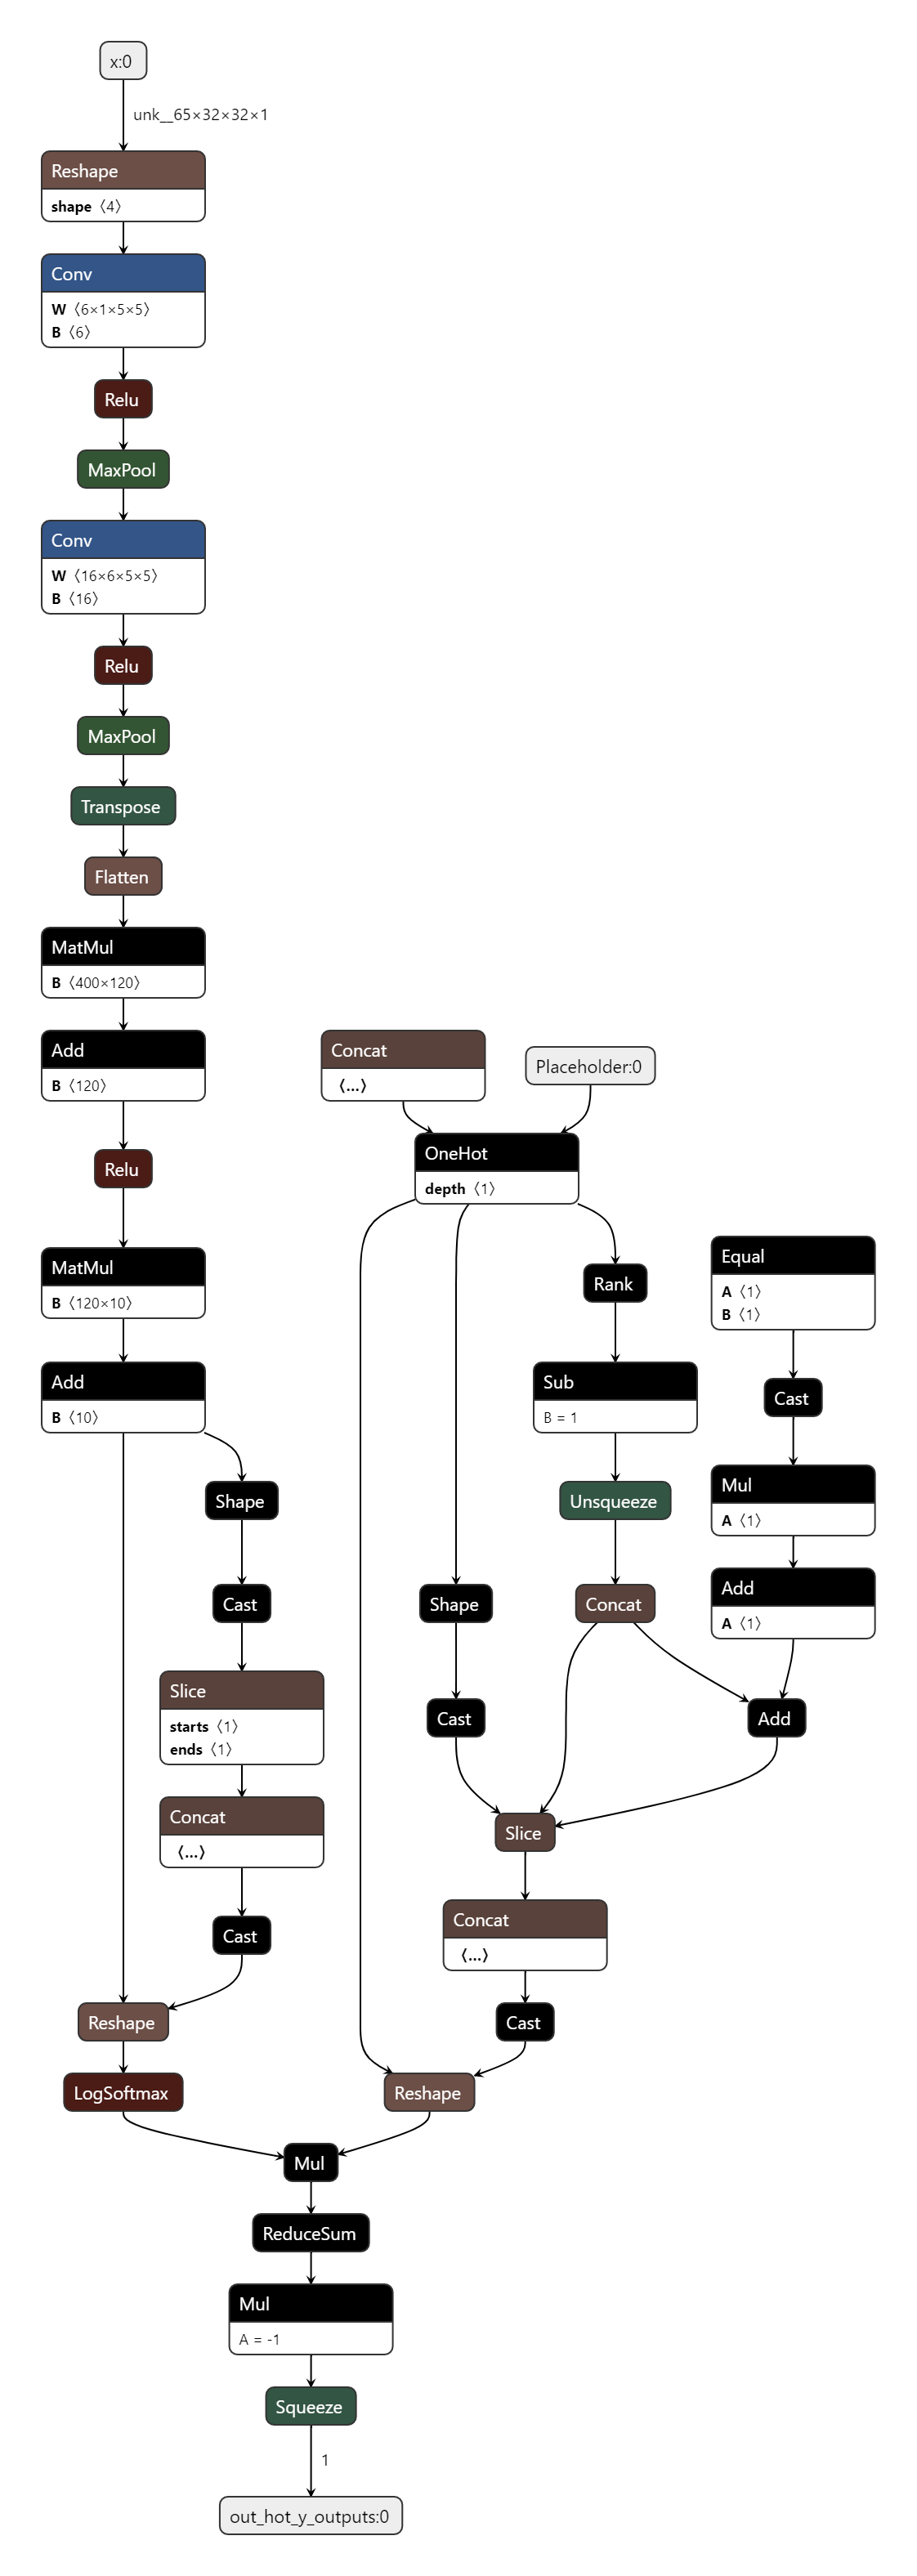 x:0
unk__65×32×32×1
Reshape
shape〈4〉
Conv
W〈6×1×5×5〉
B〈6〉
Relu
MaxPool
Conv
W〈16×6×5×5〉
B〈16〉
Relu
MaxPool
Transpose
Flatten
MatMul
B〈400×120〉
Add
B〈120〉
Relu
MatMul
B〈120×10〉
Add
B〈10〉
Shape
Cast
Slice
starts〈1〉
ends〈1〉
Concat
〈...〉
Cast
Reshape
LogSoftmax
Concat
〈...〉
Placeholder:0
OneHot
depth〈1〉
Rank
Sub
B = 1
Unsqueeze
Concat
Equal
A〈1〉
B〈1〉
Cast
Mul
A〈1〉
Add
A〈1〉
Add
Shape
Cast
Slice
Concat
〈...〉
Cast
Reshape
Mul
ReduceSum
Mul
A = -1
Squeeze
1
out_hot_y_outputs:0